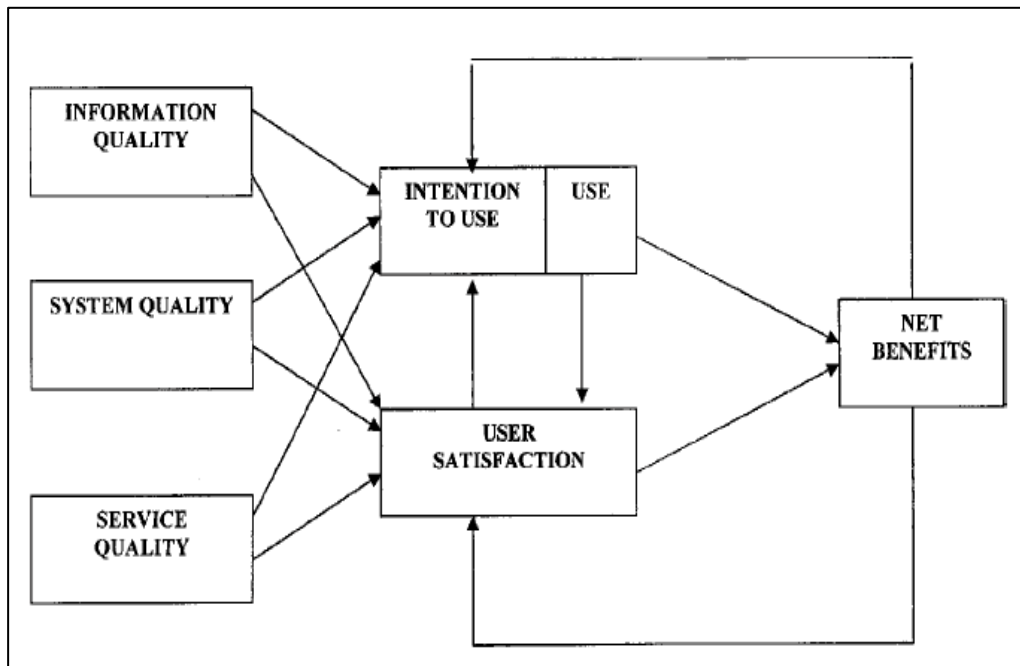 INFORMATION
QUALITY
SYSTEM QUALITY
SERVICE
QUALITY
INTENTION
TO USE
USE
USER
SATISFACTION
NET
BENEFITS